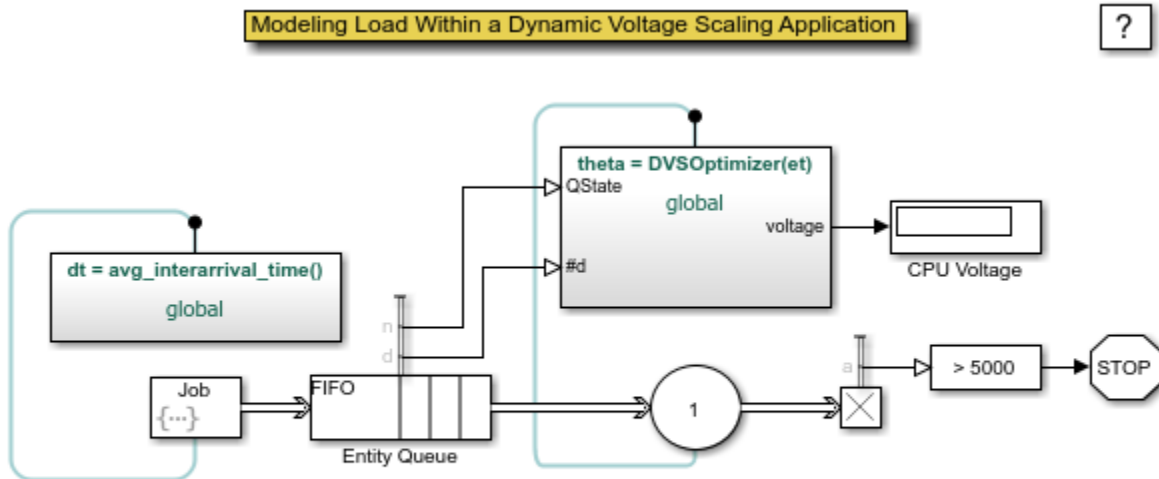 Modeling Load Within a Dynamic Voltage Scaling Application
?
theta = DVSOptimizer(et)
QState
global
voltage
#d
CPU Voltage
dt = avg_interarrival_time()
global
n
d
a
> 5000
STOP
Job
{...}
FIFO
1
Entity Queue